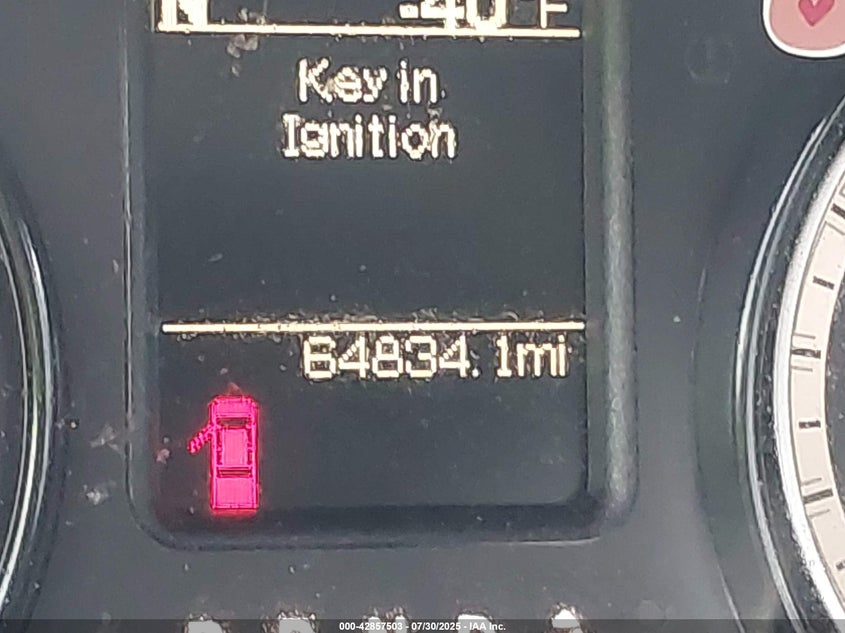 N -40°F
Key in
Ignition
64834.1mi
000-42857503 - 07/30/2025 - IAA Inc.